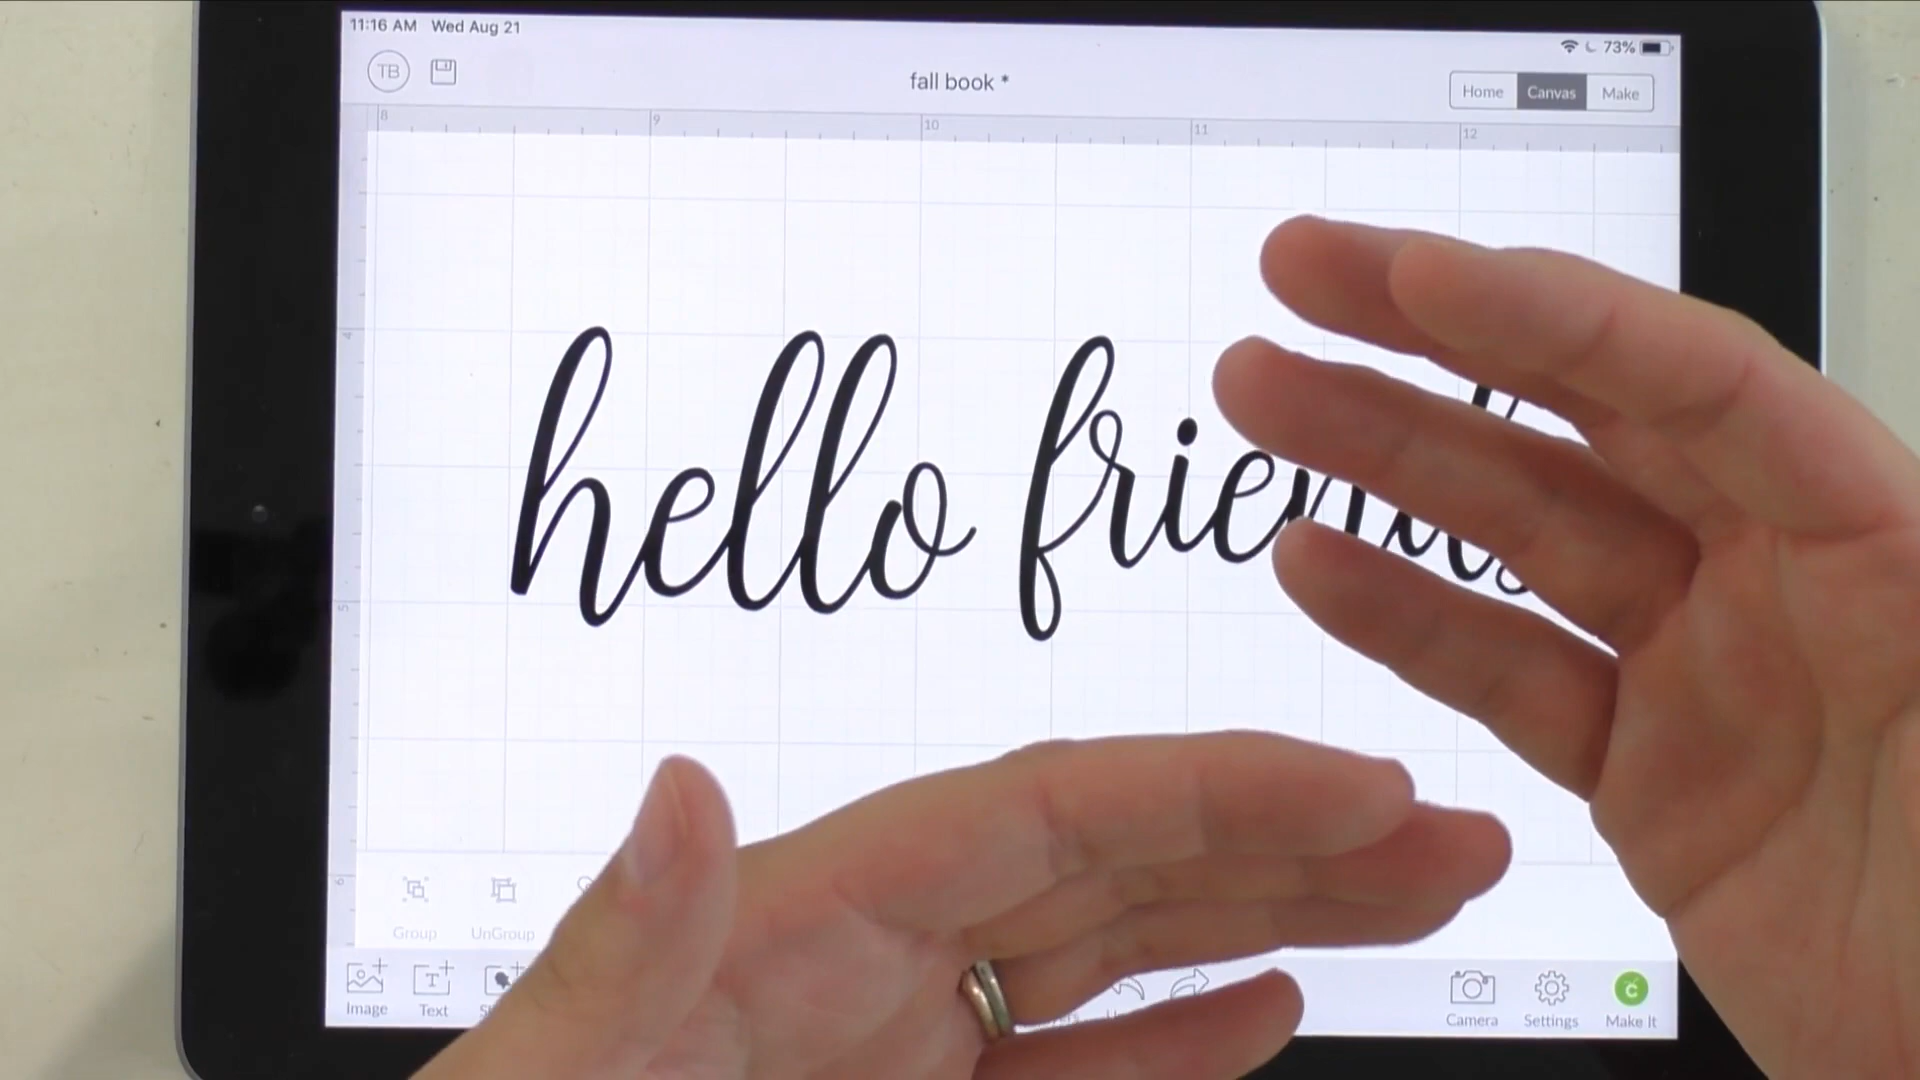 11:16 AM Wed Aug 21
73%
TB
fall book *
Home Canvas Make
8 9 10 11 12
4
hello friends
5
6
Group UnGroup
Image Text
Camera Settings Make It